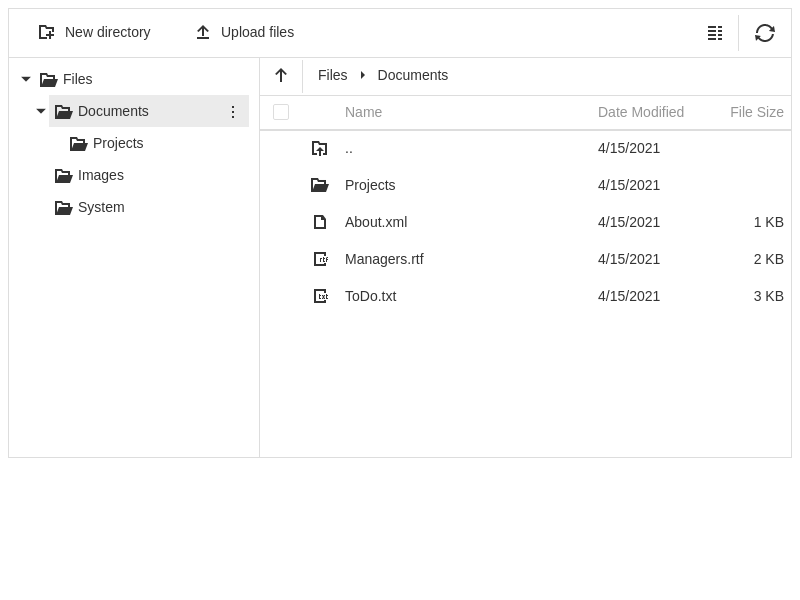 New directory Upload files
Files
Documents
Projects
Images
System
Files Documents
Name Date Modified File Size
.. 4/15/2021
Projects 4/15/2021
About.xml 4/15/2021 1 KB
rtf Managers.rtf 4/15/2021 2 KB
txt ToDo.txt 4/15/2021 3 KB